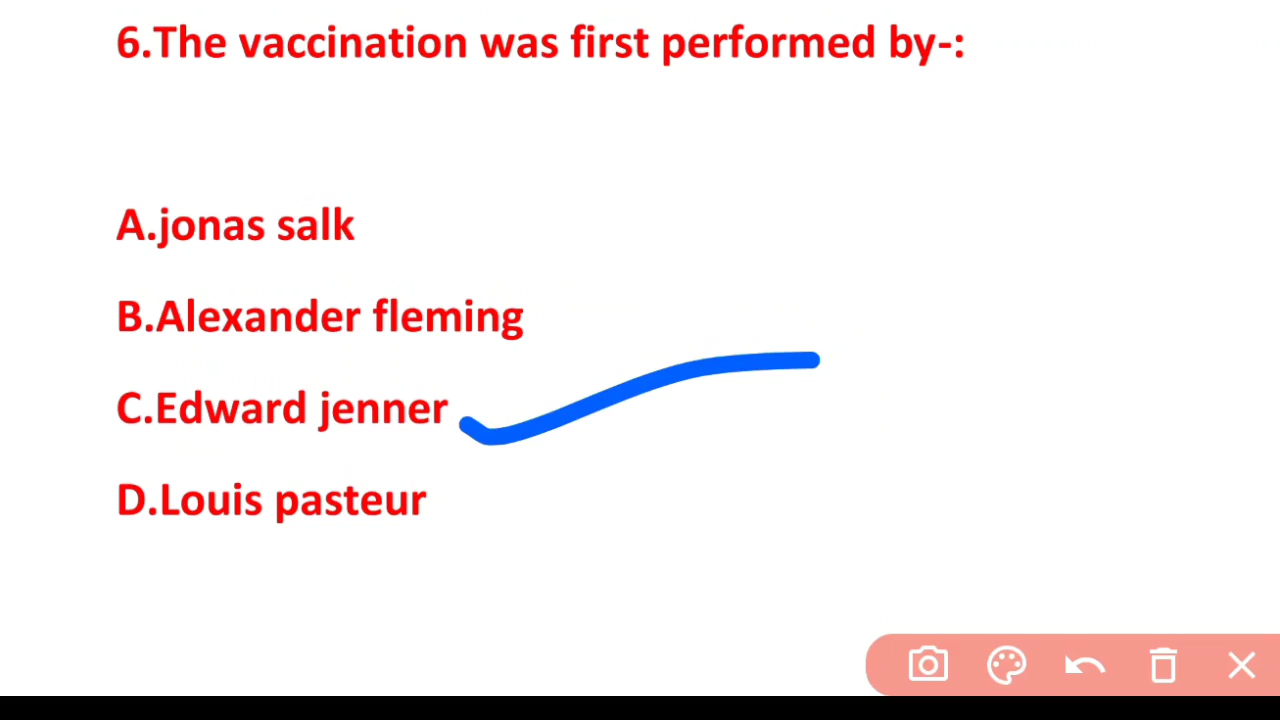 6.The vaccination was first performed by-:
A.jonas salk
B.Alexander fleming
C.Edward jenner
D.Louis pasteur